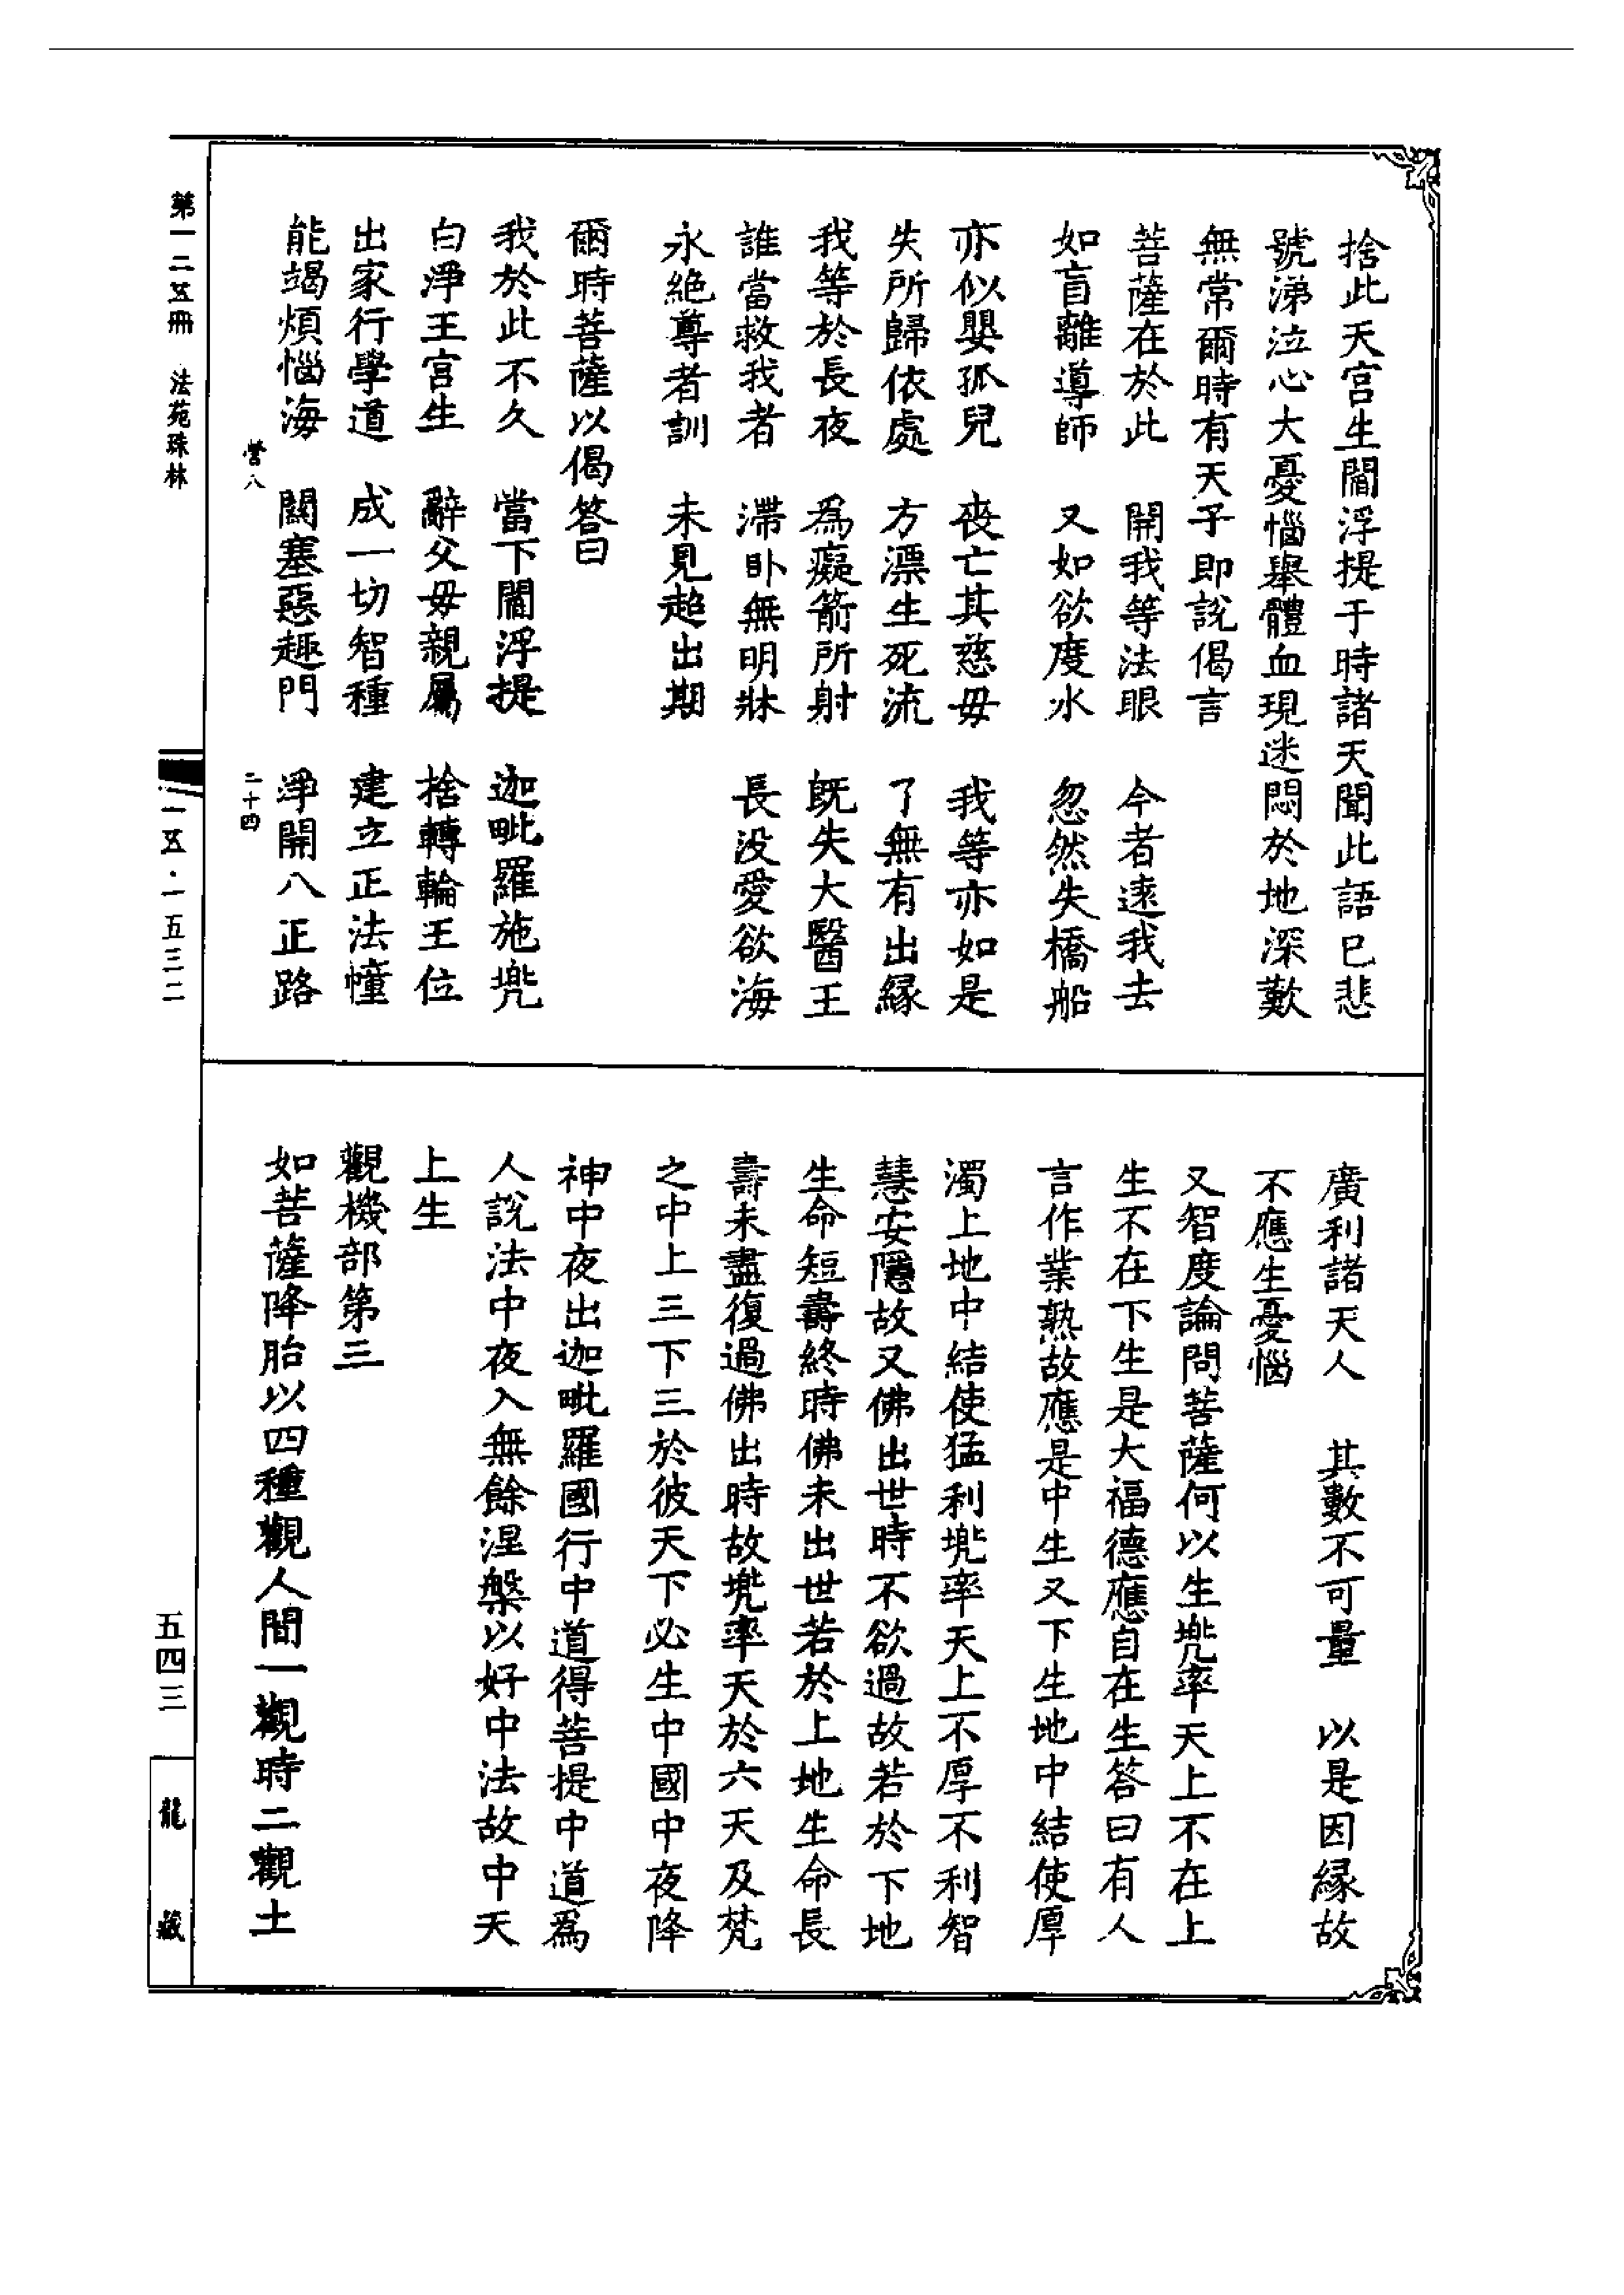 捨此天宮生閻浮提于時諸天聞此語已悲
號涕泣心大憂惱舉體血現迷悶於地深歎
無常爾時有天子即説偈言
菩薩在於此　開我等法眼　今者遠我去
如盲離導師　又如欲度水　忽然失橋船
亦似嬰孤兒　喪亡其慈母　我等亦如是
失所歸依處　方漂生死流　了無有出緣
我等於長夜　為癡箭所射　既失大醫王
誰當救我者　滯卧無明牀　長没愛欲海
永絶尊者訓　未見超出期
爾時菩薩以偈答曰
我於此不久　當下閻浮提　迦毗羅施兜
白淨王宮生　辭父母親屬　捨轉輪王位
出家行學道　成一切智種　建立正法幢
能竭煩惱海　關塞惡趣門　淨開八正路
營八　二十四
廣利諸天人　其數不可量　以是因緣故
不應生憂惱
又智度論問菩薩何以生兜率天上不在上
生不在下生是大福德應自在生答曰有人
言作業熟故應是中生又下生地中結使厚
濁上地中結使猛利兜率天上不厚不利智
慧安隱故又佛出世時不欲過故若於下地
生命短壽終時佛未出世若於上地生命長
壽未盡復過佛出時故兜率天於六天及梵
之中上三下三於彼天下必生中國中夜降
神中夜出迦毗羅國行中道得菩提中道為
人説法中夜入無餘涅槃以好中法故中天
上生
觀機部第三
如菩薩降胎以四種觀人間一觀時二觀土
第一二五冊　法苑珠林　一五·一五三二　五四三　龍藏